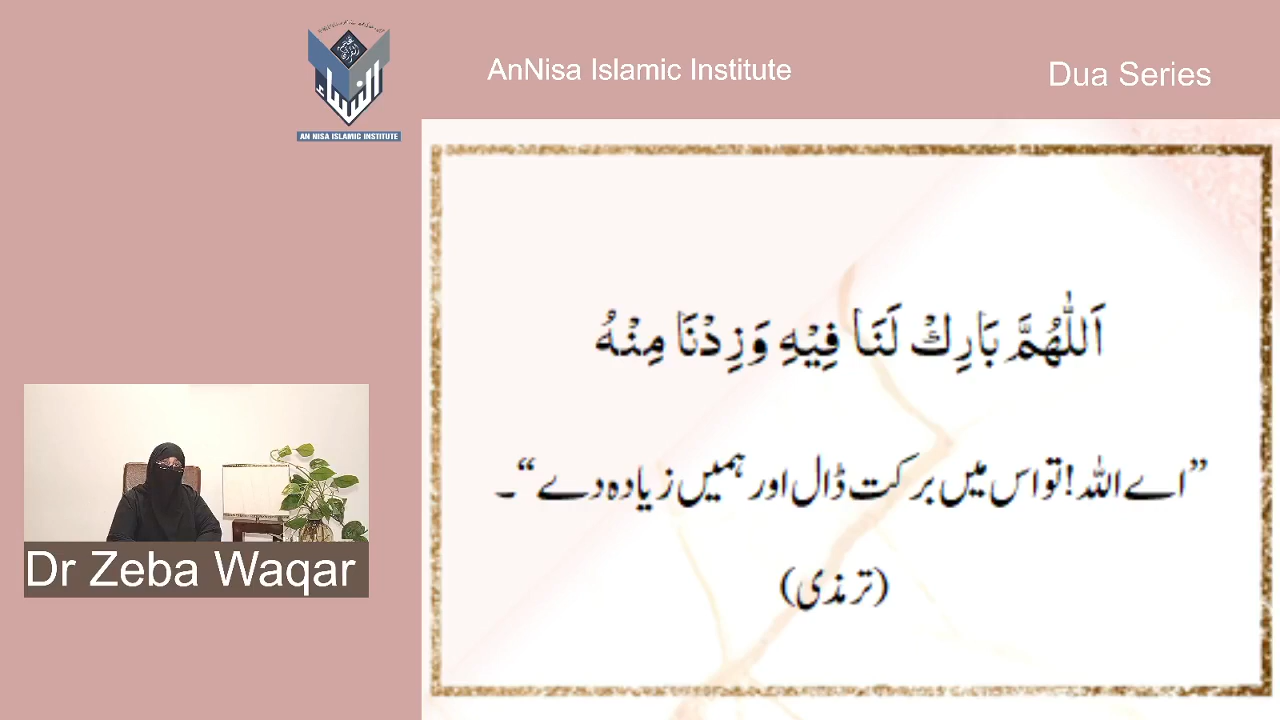 AnNisa Islamic Institute
Dua Series
النساء
AN NISA ISLAMIC INSTITUTE
اَللّٰهُمَّ بَارِكْ لَنَا فِيْهِ وَزِدْنَا مِنْهُ
”اے اللہ! تو اس میں برکت ڈال اور ہمیں زیادہ دے“۔
(ترمذی)
Dr Zeba Waqar